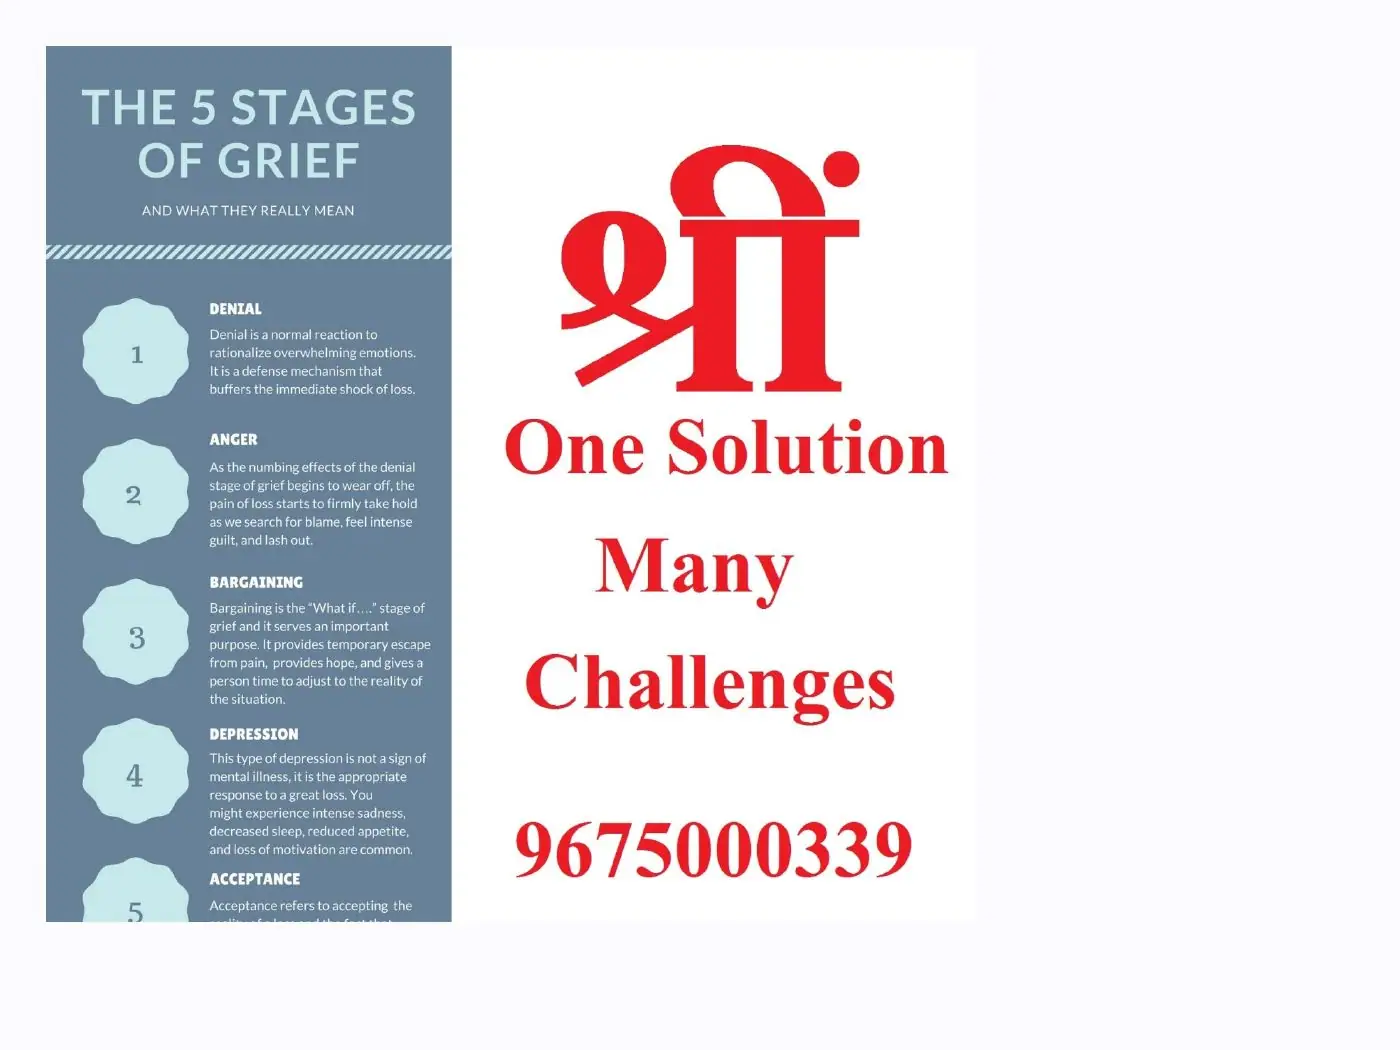 THE 5 STAGES
OF GRIEF
AND WHAT THEY REALLY MEAN
1
DENIAL
Denial is a normal reaction to
rationalize overwhelming emotions.
It is a defense mechanism that
buffers the immediate shock of loss.
2
ANGER
As the numbing effects of the denial
stage of grief begins to wear off, the
pain of loss starts to firmly take hold
as we search for blame, feel intense
guilt, and lash out.
3
BARGAINING
Bargaining is the “What if….” stage of
grief and it serves an important
purpose. It provides temporary escape
from pain, provides hope, and gives a
person time to adjust to the reality of
the situation.
4
DEPRESSION
This type of depression is not a sign of
mental illness, it is the appropriate
response to a great loss. You
might experience intense sadness,
decreased sleep, reduced appetite,
and loss of motivation are common.
5
ACCEPTANCE
Acceptance refers to accepting the
श्रीं
One Solution
Many
Challenges
9675000339